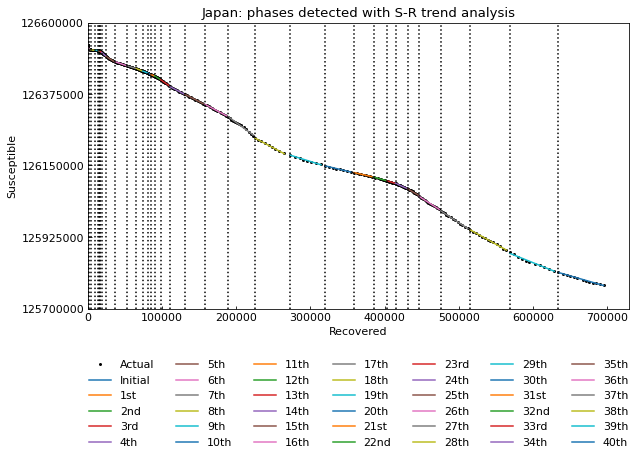 Japan: phases detected with S-R trend analysis
126600000
126375000
126150000
125925000
125700000
Susceptible
0 100000 200000 300000 400000 500000 600000 700000
Recovered
Actual 5th 11th 17th 23rd 29th 35th
Initial 6th 12th 18th 24th 30th 36th
1st 7th 13th 19th 25th 31st 37th
2nd 8th 14th 20th 26th 32nd 38th
3rd 9th 15th 21st 27th 33rd 39th
4th 10th 16th 22nd 28th 34th 40th